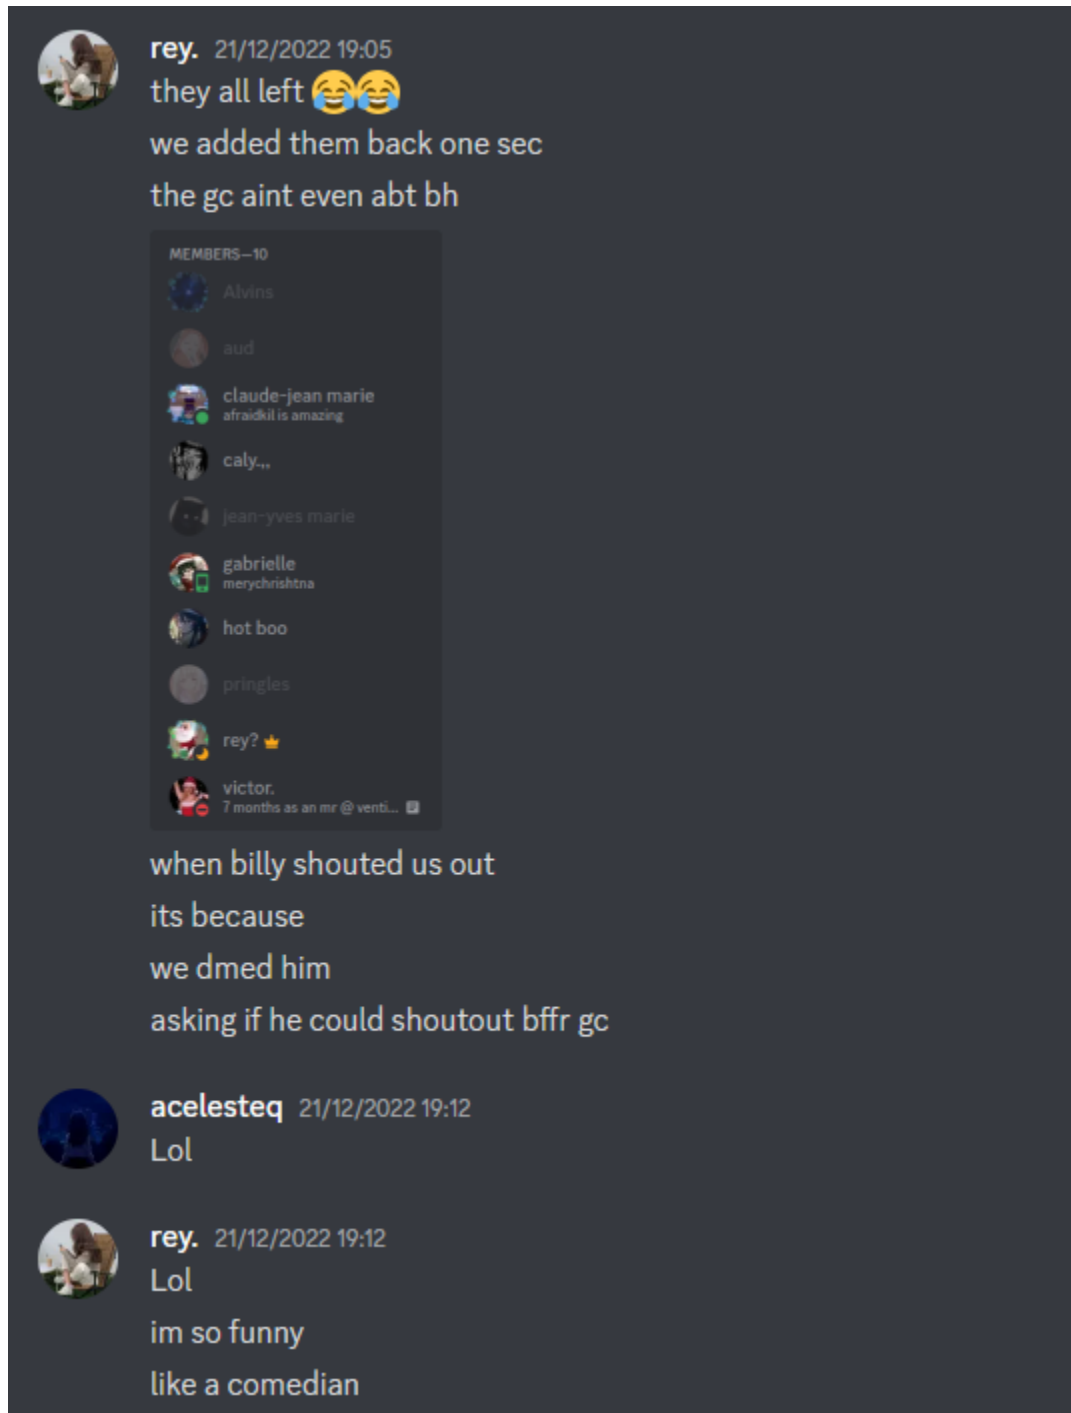 rey. 21/12/2022 19:05
they all left 😂😂
we added them back one sec
the gc aint even abt bh
MEMBERS—10
Alvins
aud
claude-jean marie
afraidkil is amazing
caly.,,
jean-yves marie
gabrielle
merychrishtna
hot boo
pringles
rey?
victor.
7 months as an mr @ venti...
when billy shouted us out
its because
we dmed him
asking if he could shoutout bffr gc
acelesteq 21/12/2022 19:12
Lol
rey. 21/12/2022 19:12
Lol
im so funny
like a comedian